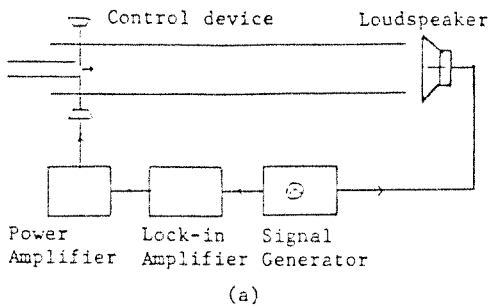 Control device
Loudspeaker
Power Amplifier
Lock-in Amplifier
Signal Generator
(a)